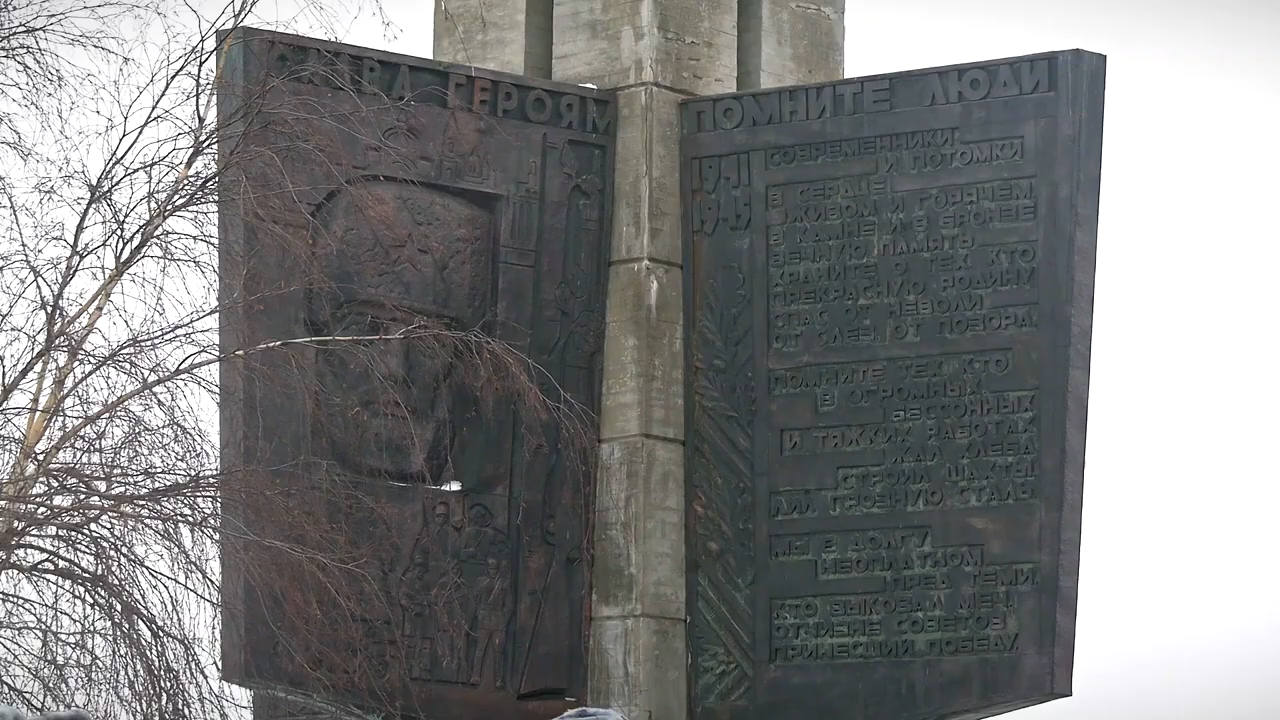 СЛАВА ГЕРОЯМ
ПОМНИТЕ ЛЮДИ
1941
1945
СОВРЕМЕННИКИ
И ПОТОМКИ
В СЕРДЦЕ
ЖИВОМ И ГОРЯЧЕМ
В КАМНЕ И В БРОНЗЕ
ВЕЧНУЮ ПАМЯТЬ
ХРАНИТЕ О ТЕХ КТО
ПРЕКРАСНУЮ РОДИНУ
СПАС ОТ НЕВОЛИ
ОТ СЛЕЗ, ОТ ПОЗОРА.
ПОМНИТЕ ТЕХ КТО
В ОГРОМНЫХ
БЕССОННЫХ
И ТЯЖКИХ РАБОТАХ
ЖАЛ ХЛЕБА
СТРОИЛ ШАХТЫ
ЛИЛ ГРОЗНУЮ СТАЛЬ
МЫ В ДОЛГУ
НЕОПЛАТНОМ
ПРЕД ТЕМИ,
КТО ВЫКОВАЛ МЕЧ,
ОТЧИЗНЕ СОВЕТОВ
ПРИНЕСШИЙ ПОБЕДУ.